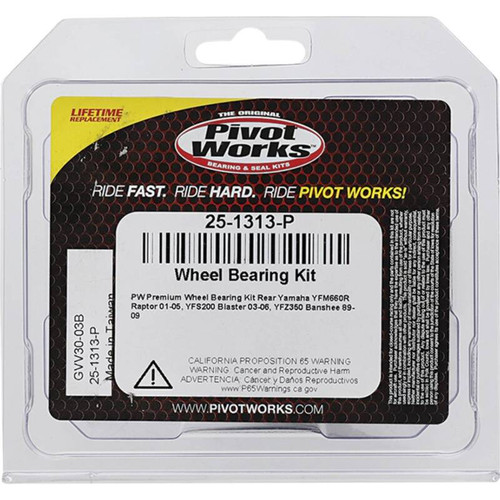 LIFETIME
REPLACEMENT
THE ORIGINAL
Pivot
Works
BEARING & SEAL KITS
RIDE FAST. RIDE HARD. RIDE PIVOT WORKS!
25-1313-P
Wheel Bearing Kit
PW Premium Wheel Bearing Kit Rear Yamaha YFM660R
Raptor 01-05, YFS200 Blaster 03-06, YFZ350 Banshee 89-
09
CALIFORNIA PROPOSITION 65 WARNING
WARNING: Cancer and Reproductive Harm
ADVERTENCIA: Cáncer y Daños Reproductivos
www.P65Warnings.ca.gov
WWW.PIVOTWORKS.COM
GVV30-03B
25-1313-P
Made in Taiwan